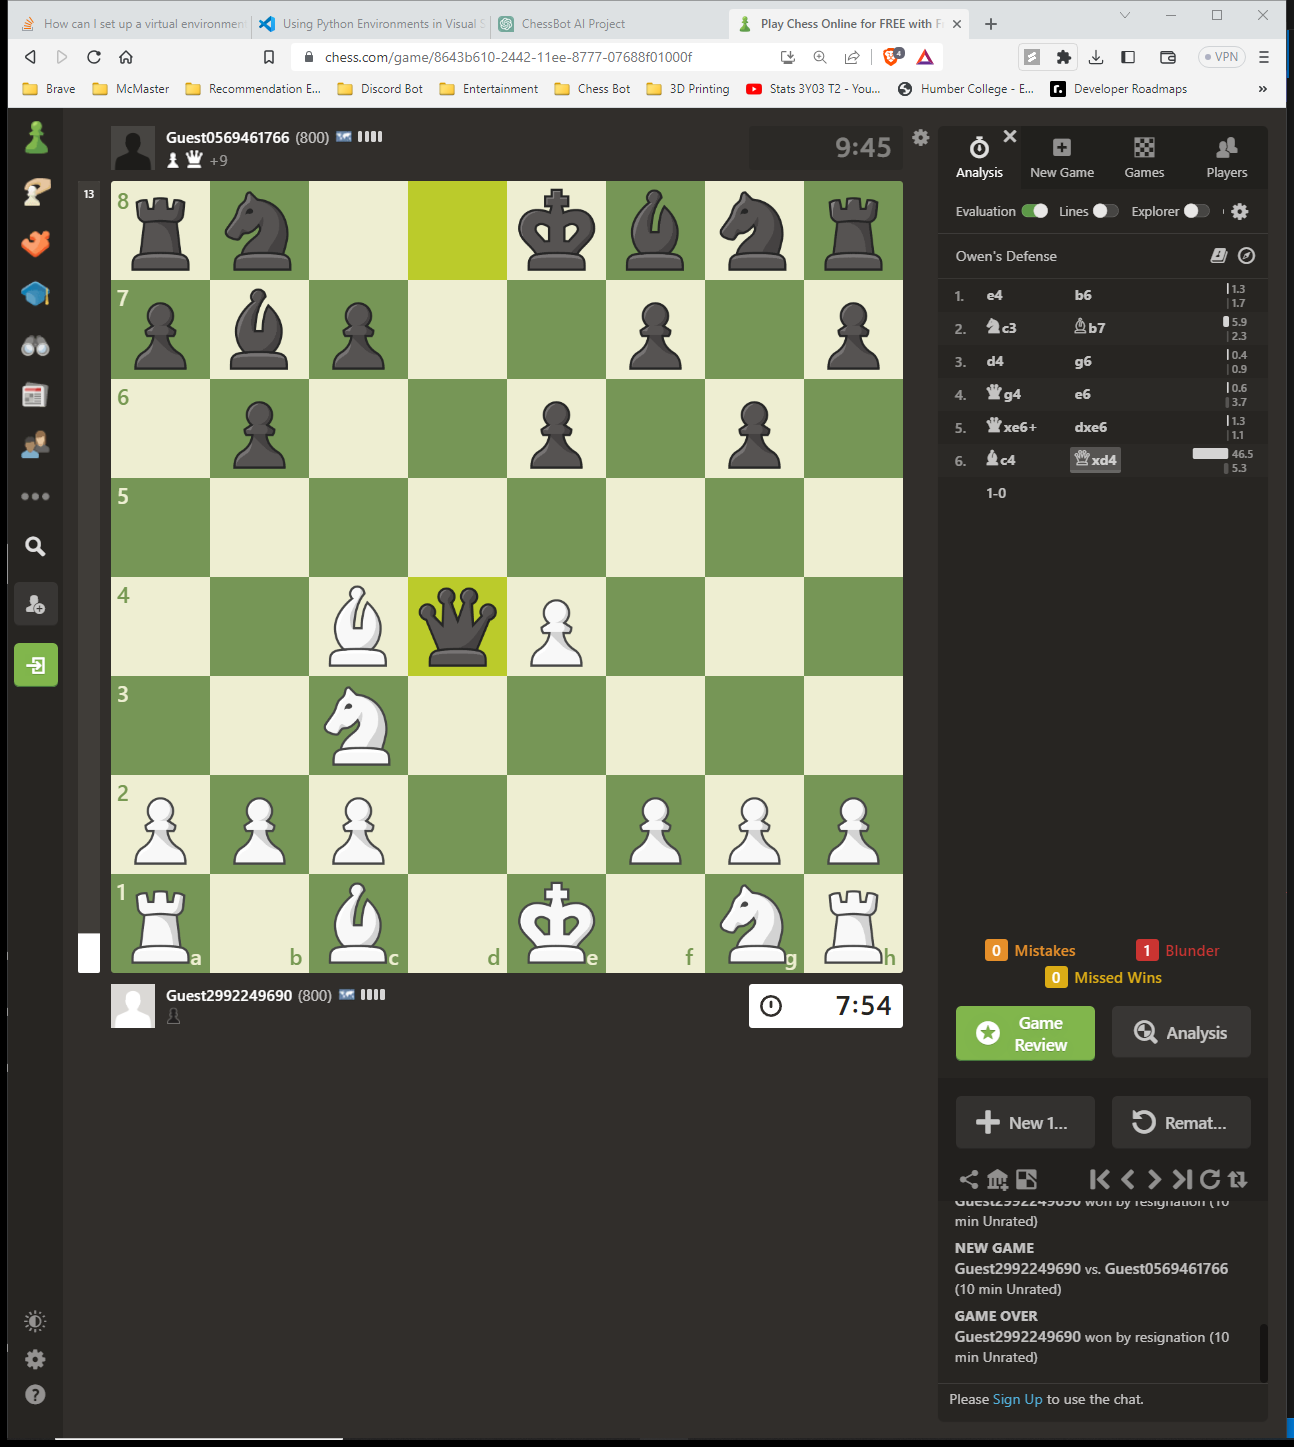 How can I set up a virtual environmen
Using Python Environments in Visual S
ChessBot AI Project
Play Chess Online for FREE with F
chess.com/game/8643b610-2442-11ee-8777-07688f01000f
4
VPN
Brave
McMaster
Recommendation E...
Discord Bot
Entertainment
Chess Bot
3D Printing
Stats 3Y03 T2 - You...
Humber College - E...
Developer Roadmaps
»
Guest0569461766 (800)
+9
9:45
13
8
7
6
5
4
3
2
1
a b c d e f g h
Guest2992249690 (800)
7:54
Analysis
New Game
Games
Players
Evaluation
Lines
Explorer
Owen's Defense
1. e4 b6 1.3
1.7
2. c3 b7 5.9
2.3
3. d4 g6 0.4
0.9
4. g4 e6 0.6
3.7
5. xe6+ dxe6 1.3
1.1
6. c4 xd4 46.5
5.3
1-0
0 Mistakes
1 Blunder
0 Missed Wins
Game
Review
Analysis
New 1...
Remat...
Guest2992249690 won by resignation (10
min Unrated)
NEW GAME
Guest2992249690 vs. Guest0569461766
(10 min Unrated)
GAME OVER
Guest2992249690 won by resignation (10
min Unrated)
Please Sign Up to use the chat.